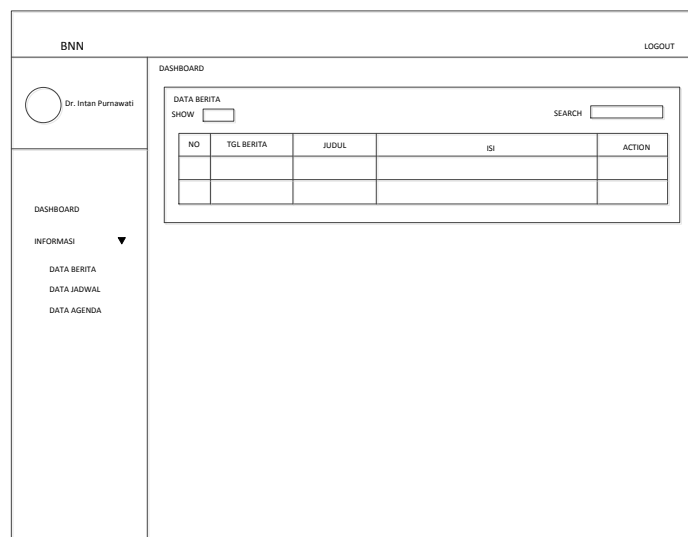 BNN
LOGOUT
Dr. Intan Purnawati
DASHBOARD
INFORMASI
DATA BERITA
DATA JADWAL
DATA AGENDA
DASHBOARD
DATA BERITA
SHOW
SEARCH
NO TGL BERITA JUDUL ISI ACTION